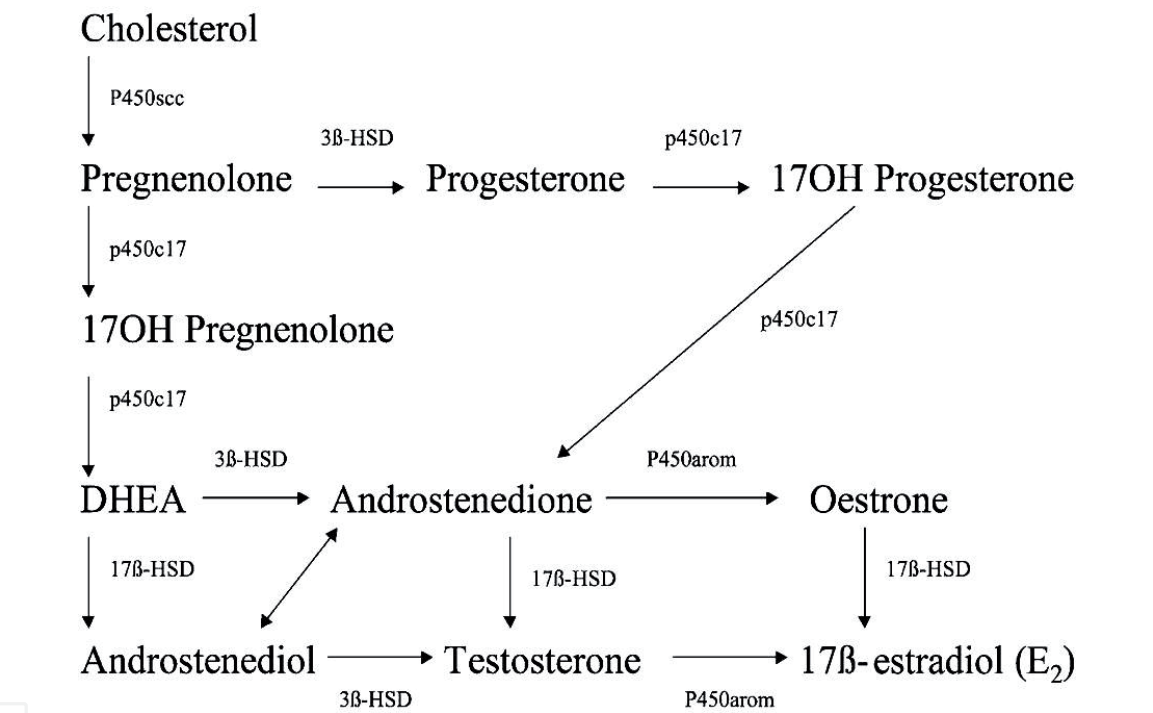 Cholesterol
P450scc
3ß-HSD
p450c17
Pregnenolone
Progesterone
17OH Progesterone
p450c17
17OH Pregnenolone
p450c17
p450c17
3ß-HSD
P450arom
DHEA
Androstenedione
Oestrone
17ß-HSD
17ß-HSD
17ß-HSD
Androstenediol
Testosterone
17ß-estradiol (E₂)
3ß-HSD
P450arom